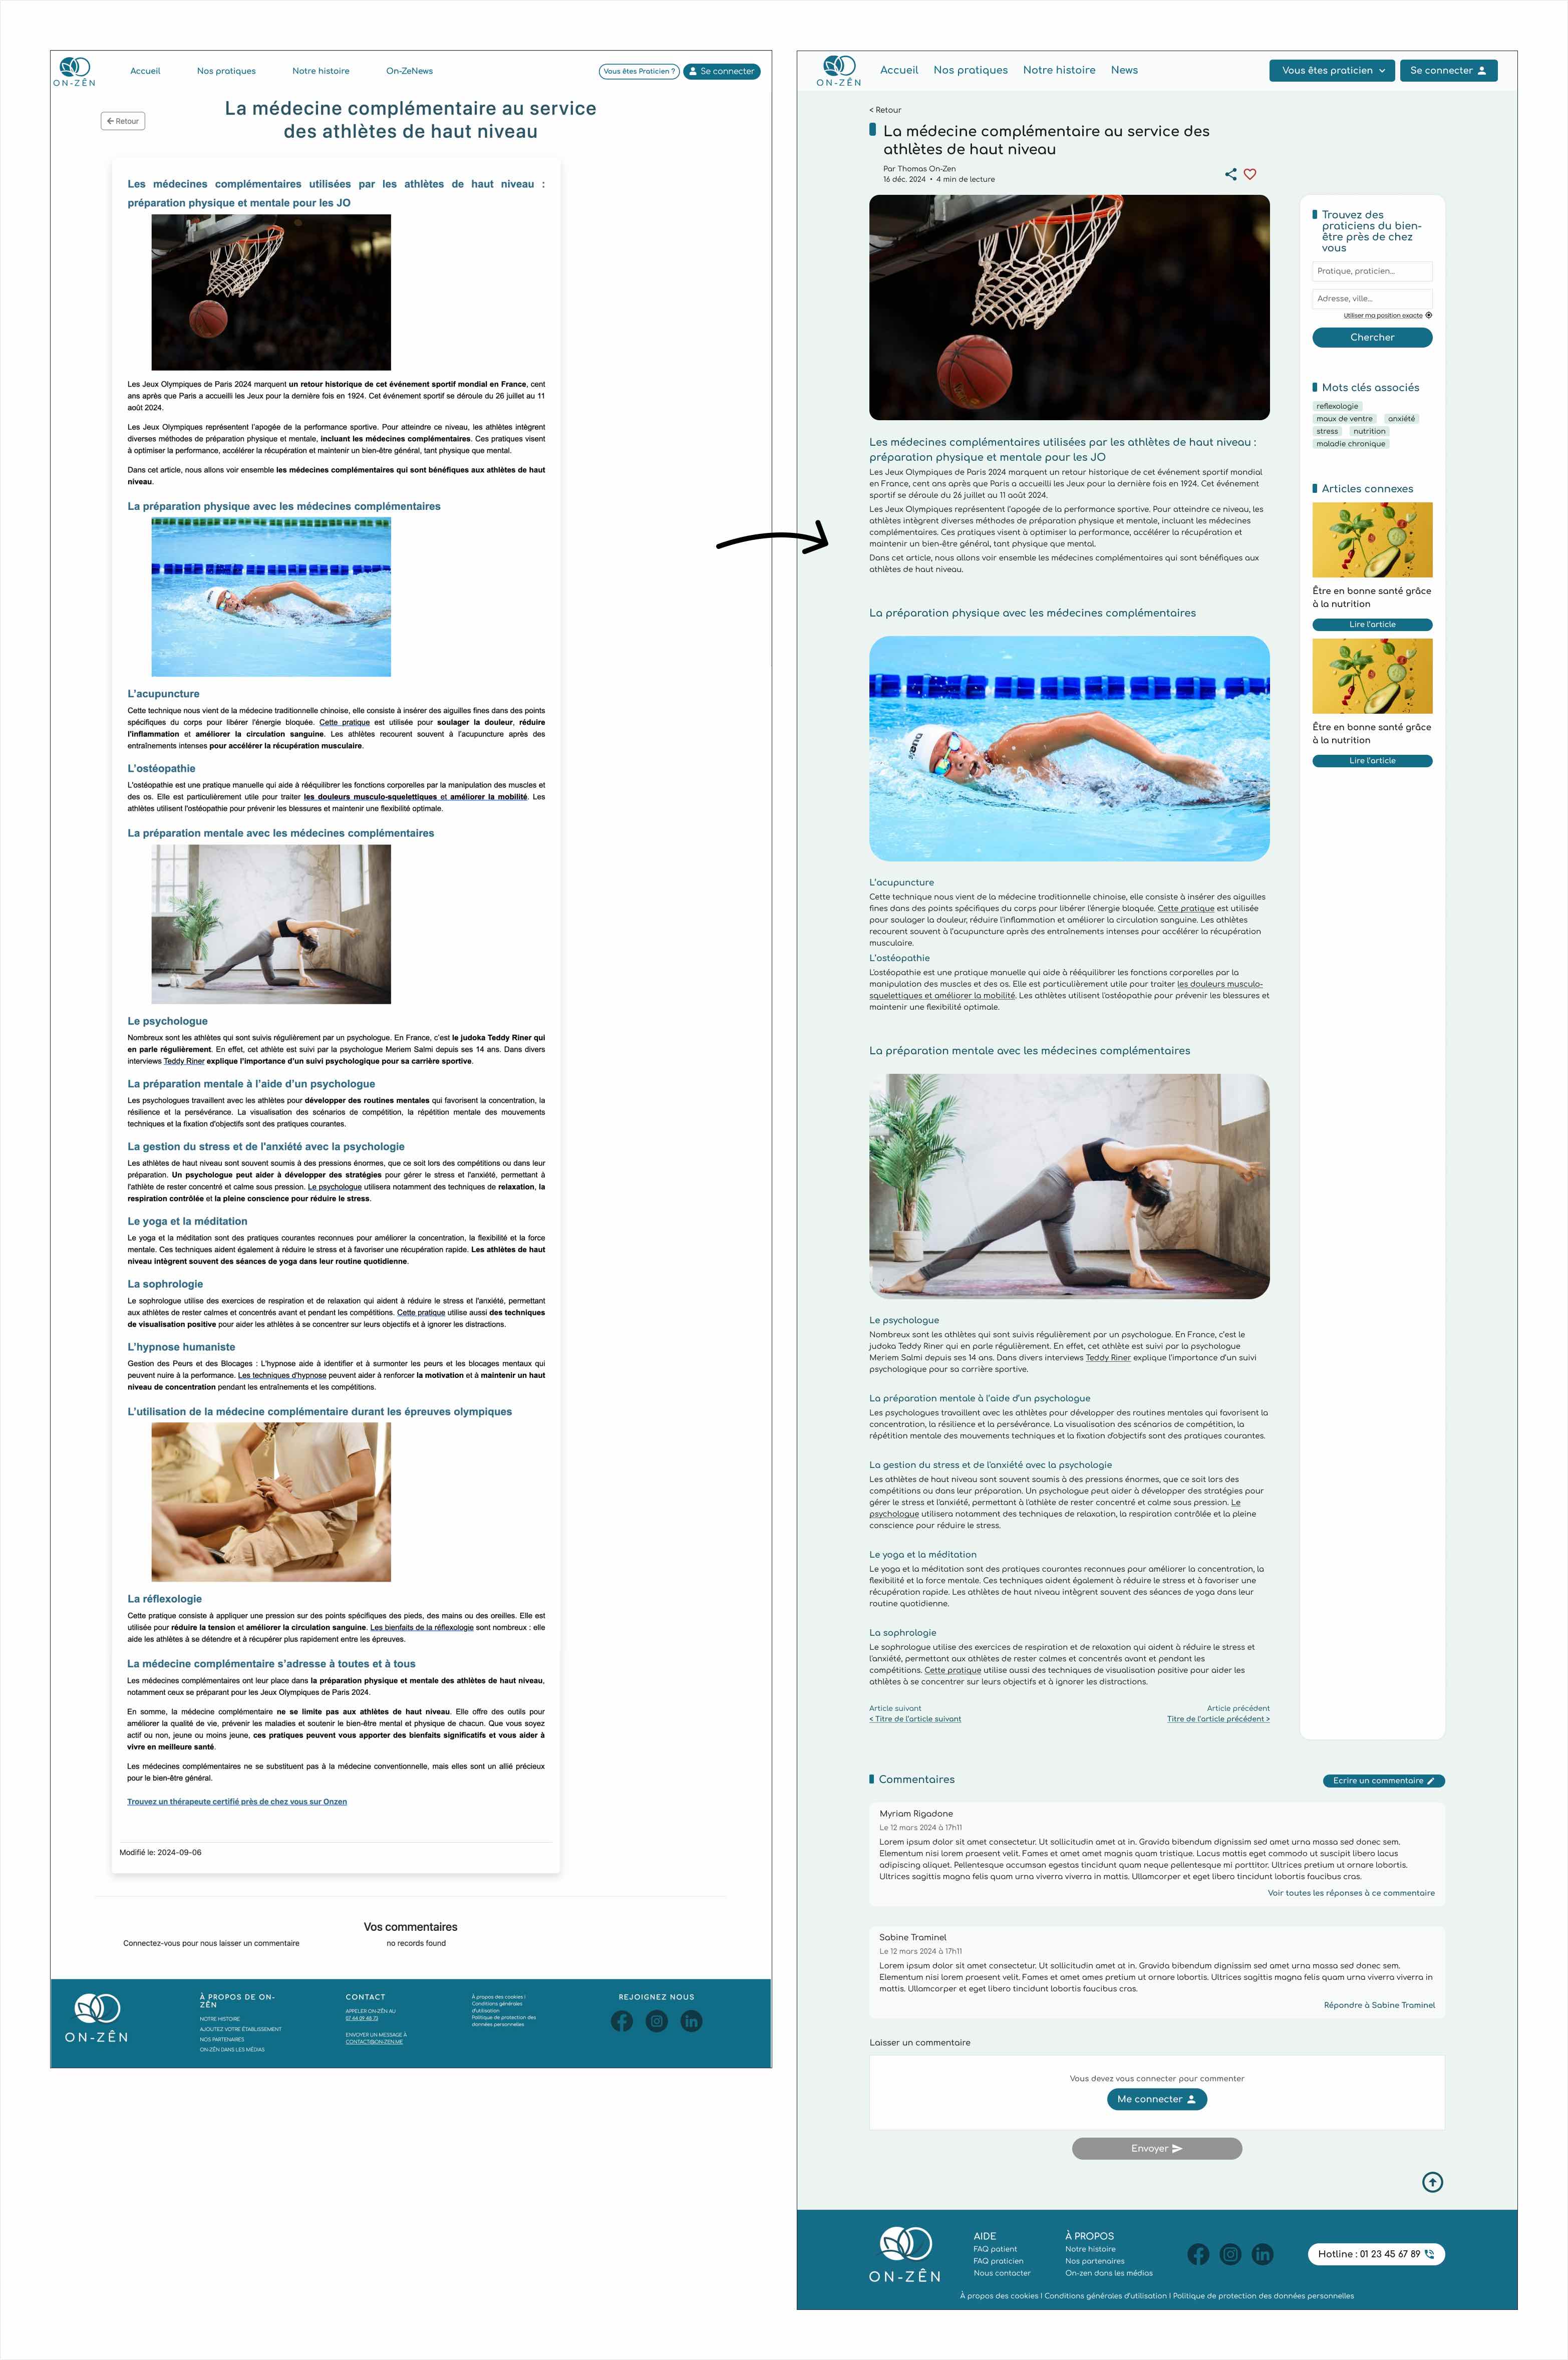 ON-ZÊN
Accueil
Nos pratiques
Notre histoire
On-ZeNews
Vous êtes Praticien ?
Se connecter
La médecine complémentaire au service
des athlètes de haut niveau
Retour
Les médecines complémentaires utilisées par les athlètes de haut niveau :
préparation physique et mentale pour les JO
Les Jeux Olympiques de Paris 2024 marquent un retour historique de cet événement sportif mondial en France, cent
ans après que Paris a accueilli les Jeux pour la dernière fois en 1924. Cet événement sportif se déroule du 26 juillet au 11
août 2024.
Les Jeux Olympiques représentent l'apogée de la performance sportive. Pour atteindre ce niveau, les athlètes intègrent
diverses méthodes de préparation physique et mentale, incluant les médecines complémentaires. Ces pratiques visent
à optimiser la performance, accélérer la récupération et maintenir un bien-être général, tant physique que mental.
Dans cet article, nous allons voir ensemble les médecines complémentaires qui sont bénéfiques aux athlètes de haut
niveau.
La préparation physique avec les médecines complémentaires
L'acupuncture
Cette technique nous vient de la médecine traditionnelle chinoise, elle consiste à insérer des aiguilles fines dans des points
spécifiques du corps pour libérer l'énergie bloquée. Cette pratique est utilisée pour soulager la douleur, réduire
l'inflammation et améliorer la circulation sanguine. Les athlètes recourent souvent à l'acupuncture après des
entraînements intenses pour accélérer la récupération musculaire.
L'ostéopathie
L'ostéopathie est une pratique manuelle qui aide à rééquilibrer les fonctions corporelles par la manipulation des muscles et
des os. Elle est particulièrement utile pour traiter les douleurs musculo-squelettiques et améliorer la mobilité. Les
athlètes utilisent l'ostéopathie pour prévenir les blessures et maintenir une flexibilité optimale.
La préparation mentale avec les médecines complémentaires
Le psychologue
Nombreux sont les athlètes qui sont suivis régulièrement par un psychologue. En France, c'est le judoka Teddy Riner qui
en parle régulièrement. En effet, cet athlète est suivi par la psychologue Meriem Salmi depuis ses 14 ans. Dans divers
interviews Teddy Riner explique l'importance d'un suivi psychologique pour sa carrière sportive.
La préparation mentale à l'aide d'un psychologue
Les psychologues travaillent avec les athlètes pour développer des routines mentales qui favorisent la concentration, la
résilience et la persévérance. La visualisation des scénarios de compétition, la répétition mentale des mouvements
techniques et la fixation d'objectifs sont des pratiques courantes.
La gestion du stress et de l'anxiété avec la psychologie
Les athlètes de haut niveau sont souvent soumis à des pressions énormes, que ce soit lors des compétitions ou dans leur
préparation. Un psychologue peut aider à développer des stratégies pour gérer le stress et l'anxiété, permettant à
l'athlète de rester concentré et calme sous pression. Le psychologue utilisera notamment des techniques de relaxation, la
respiration contrôlée et la pleine conscience pour réduire le stress.
Le yoga et la méditation
Le yoga et la méditation sont des pratiques courantes reconnues pour améliorer la concentration, la flexibilité et la force
mentale. Ces techniques aident également à réduire le stress et à favoriser une récupération rapide. Les athlètes de haut
niveau intègrent souvent des séances de yoga dans leur routine quotidienne.
La sophrologie
Le sophrologue utilise des exercices de respiration et de relaxation qui aident à réduire le stress et l'anxiété, permettant
aux athlètes de rester calmes et concentrés avant et pendant les compétitions. Cette pratique utilise aussi des techniques
de visualisation positive pour aider les athlètes à se concentrer sur leurs objectifs et à ignorer les distractions.
L'hypnose humaniste
Gestion des Peurs et des Blocages : L'hypnose aide à identifier et à surmonter les peurs et les blocages mentaux qui
peuvent nuire à la performance. Les techniques d'hypnose peuvent aider à renforcer la motivation et à maintenir un haut
niveau de concentration pendant les entraînements et les compétitions.
L'utilisation de la médecine complémentaire durant les épreuves olympiques
La réflexologie
Cette pratique consiste à appliquer une pression sur des points spécifiques des pieds, des mains ou des oreilles. Elle est
utilisée pour réduire la tension et améliorer la circulation sanguine. Les bienfaits de la réflexologie sont nombreux : elle
aide les athlètes à se détendre et à récupérer plus rapidement entre les épreuves.
La médecine complémentaire s'adresse à toutes et à tous
Les médecines complémentaires ont leur place dans la préparation physique et mentale des athlètes de haut niveau,
notamment ceux se préparant pour les Jeux Olympiques de Paris 2024.
En somme, la médecine complémentaire ne se limite pas aux athlètes de haut niveau. Elle offre des outils pour
améliorer la qualité de vie, prévenir les maladies et soutenir le bien-être mental et physique de chacun. Que vous soyez
actif ou non, jeune ou moins jeune, ces pratiques peuvent vous apporter des bienfaits significatifs et vous aider à
vivre en meilleure santé.
Les médecines complémentaires ne se substituent pas à la médecine conventionnelle, mais elles sont un allié précieux
pour le bien-être général.
Trouvez un thérapeute certifié près de chez vous sur Onzen
Modifié le: 2024-09-06
Vos commentaires
Connectez-vous pour nous laisser un commentaire
no records found
ON-ZÊN
À PROPOS DE ON-
ZÊN
NOTRE HISTOIRE
AJOUTEZ VOTRE ÉTABLISSEMENT
NOS PARTENAIRES
ON-ZÊN DANS LES MÉDIAS
CONTACT
APPELER ON-ZÊN AU
07 44 09 48 73
ENVOYER UN MESSAGE À
CONTACT@ON-ZEN.ME
À propos des cookies I
Conditions générales
d'utilisation
Politique de protection des
données personnelles
REJOIGNEZ NOUS
ON-ZÊN
Accueil
Nos pratiques
Notre histoire
News
Vous êtes praticien
Se connecter
< Retour
La médecine complémentaire au service des
athlètes de haut niveau
Par Thomas On-Zen
16 déc. 2024 • 4 min de lecture
Les médecines complémentaires utilisées par les athlètes de haut niveau :
préparation physique et mentale pour les JO
Les Jeux Olympiques de Paris 2024 marquent un retour historique de cet événement sportif mondial
en France, cent ans après que Paris a accueilli les Jeux pour la dernière fois en 1924. Cet événement
sportif se déroule du 26 juillet au 11 août 2024.
Les Jeux Olympiques représentent l'apogée de la performance sportive. Pour atteindre ce niveau, les
athlètes intègrent diverses méthodes de préparation physique et mentale, incluant les médecines
complémentaires. Ces pratiques visent à optimiser la performance, accélérer la récupération et
maintenir un bien-être général, tant physique que mental.
Dans cet article, nous allons voir ensemble les médecines complémentaires qui sont bénéfiques aux
athlètes de haut niveau.
La préparation physique avec les médecines complémentaires
L'acupuncture
Cette technique nous vient de la médecine traditionnelle chinoise, elle consiste à insérer des aiguilles
fines dans des points spécifiques du corps pour libérer l'énergie bloquée. Cette pratique est utilisée
pour soulager la douleur, réduire l'inflammation et améliorer la circulation sanguine. Les athlètes
recourent souvent à l'acupuncture après des entraînements intenses pour accélérer la récupération
musculaire.
L'ostéopathie
L'ostéopathie est une pratique manuelle qui aide à rééquilibrer les fonctions corporelles par la
manipulation des muscles et des os. Elle est particulièrement utile pour traiter les douleurs musculo-
squelettiques et améliorer la mobilité. Les athlètes utilisent l'ostéopathie pour prévenir les blessures et
maintenir une flexibilité optimale.
La préparation mentale avec les médecines complémentaires
Le psychologue
Nombreux sont les athlètes qui sont suivis régulièrement par un psychologue. En France, c'est le
judoka Teddy Riner qui en parle régulièrement. En effet, cet athlète est suivi par la psychologue
Meriem Salmi depuis ses 14 ans. Dans divers interviews Teddy Riner explique l'importance d'un suivi
psychologique pour sa carrière sportive.
La préparation mentale à l'aide d'un psychologue
Les psychologues travaillent avec les athlètes pour développer des routines mentales qui favorisent la
concentration, la résilience et la persévérance. La visualisation des scénarios de compétition, la
répétition mentale des mouvements techniques et la fixation d'objectifs sont des pratiques courantes.
La gestion du stress et de l'anxiété avec la psychologie
Les athlètes de haut niveau sont souvent soumis à des pressions énormes, que ce soit lors des
compétitions ou dans leur préparation. Un psychologue peut aider à développer des stratégies pour
gérer le stress et l'anxiété, permettant à l'athlète de rester concentré et calme sous pression. Le
psychologue utilisera notamment des techniques de relaxation, la respiration contrôlée et la pleine
conscience pour réduire le stress.
Le yoga et la méditation
Le yoga et la méditation sont des pratiques courantes reconnues pour améliorer la concentration, la
flexibilité et la force mentale. Ces techniques aident également à réduire le stress et à favoriser une
récupération rapide. Les athlètes de haut niveau intègrent souvent des séances de yoga dans leur
routine quotidienne.
La sophrologie
Le sophrologue utilise des exercices de respiration et de relaxation qui aident à réduire le stress et
l'anxiété, permettant aux athlètes de rester calmes et concentrés avant et pendant les
compétitions. Cette pratique utilise aussi des techniques de visualisation positive pour aider les
athlètes à se concentrer sur leurs objectifs et à ignorer les distractions.
Article suivant
< Titre de l'article suivant
Article précédent
Titre de l'article précédent >
Trouvez des
praticiens du bien-
être près de chez
vous
Pratique, praticien...
Adresse, ville...
Utiliser ma position exacte
Chercher
Mots clés associés
reflexologie
maux de ventre
anxiété
stress
nutrition
maladie chronique
Articles connexes
Être en bonne santé grâce
à la nutrition
Lire l'article
Être en bonne santé grâce
à la nutrition
Lire l'article
Commentaires
Ecrire un commentaire
Myriam Rigadone
Le 12 mars 2024 à 17h11
Lorem ipsum dolor sit amet consectetur. Ut sollicitudin amet at in. Gravida bibendum dignissim sed amet urna massa sed donec sem.
Elementum nisi lorem praesent velit. Fames et amet amet magnis quam tristique. Lacus mattis eget commodo ut suscipit libero lacus
adipiscing aliquet. Pellentesque accumsan egestas tincidunt quam neque pellentesque mi porttitor. Ultrices pretium ut ornare lobortis.
Ultrices sagittis magna felis quam urna viverra viverra in mattis. Ullamcorper et eget libero tincidunt lobortis faucibus cras.
Voir toutes les réponses à ce commentaire
Sabine Traminel
Le 12 mars 2024 à 17h11
Lorem ipsum dolor sit amet consectetur. Ut sollicitudin amet at in. Gravida bibendum dignissim sed amet urna massa sed donec sem.
Elementum nisi lorem praesent velit. Fames et amet ames pretium ut ornare lobortis. Ultrices sagittis magna felis quam urna viverra viverra in
mattis. Ullamcorper et eget libero tincidunt lobortis faucibus cras.
Répondre à Sabine Traminel
Laisser un commentaire
Vous devez vous connecter pour commenter
Me connecter
Envoyer
ON-ZÊN
AIDE
FAQ patient
FAQ praticien
Nous contacter
À PROPOS
Notre histoire
Nos partenaires
On-zen dans les médias
Hotline : 01 23 45 67 89
À propos des cookies I Conditions générales d'utilisation I Politique de protection des données personnelles